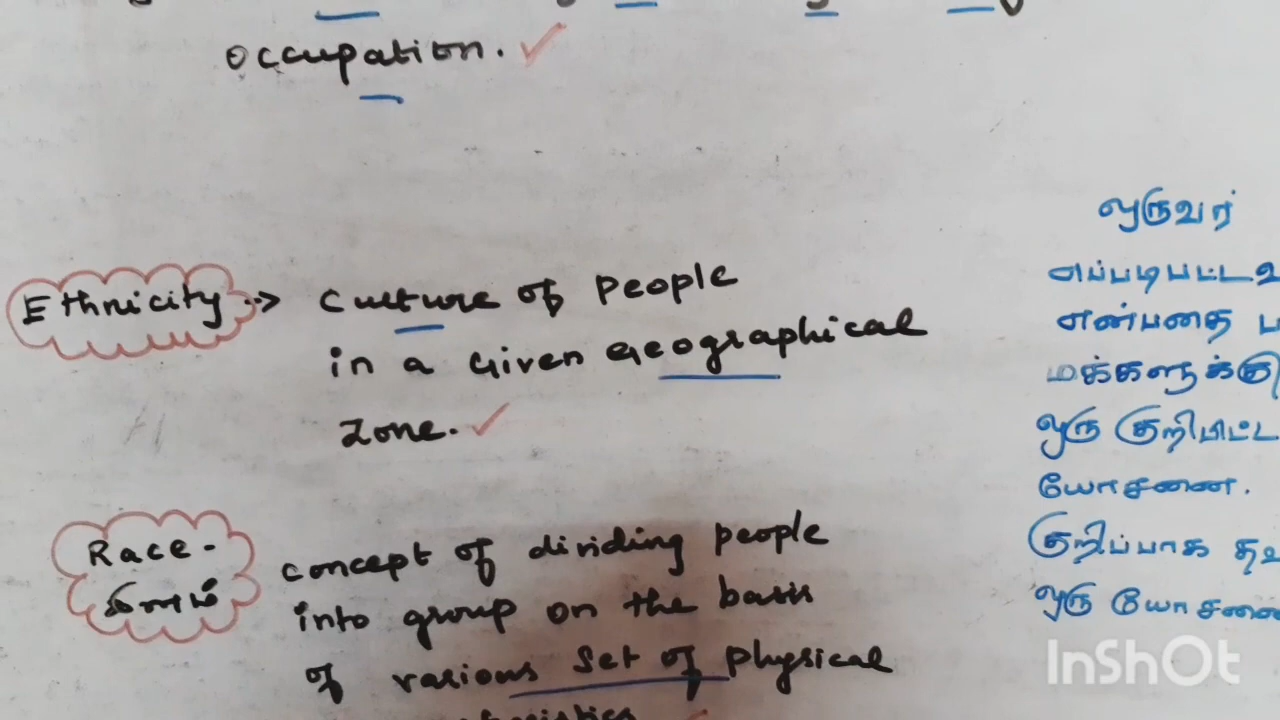 occupation.
Ethnicity → culture of people
in a Given Geographical
zone.
Race -
இனம்
concept of dividing people
into group on the basis
of various set of physical
ஒருவர்
எப்படிபட்டவ
என்பதை
மக்களுக்கு
ஒரு குறிபிட்ட
யோசனை.
குறிப்பாக
ஒரு யோசனை
InShOt